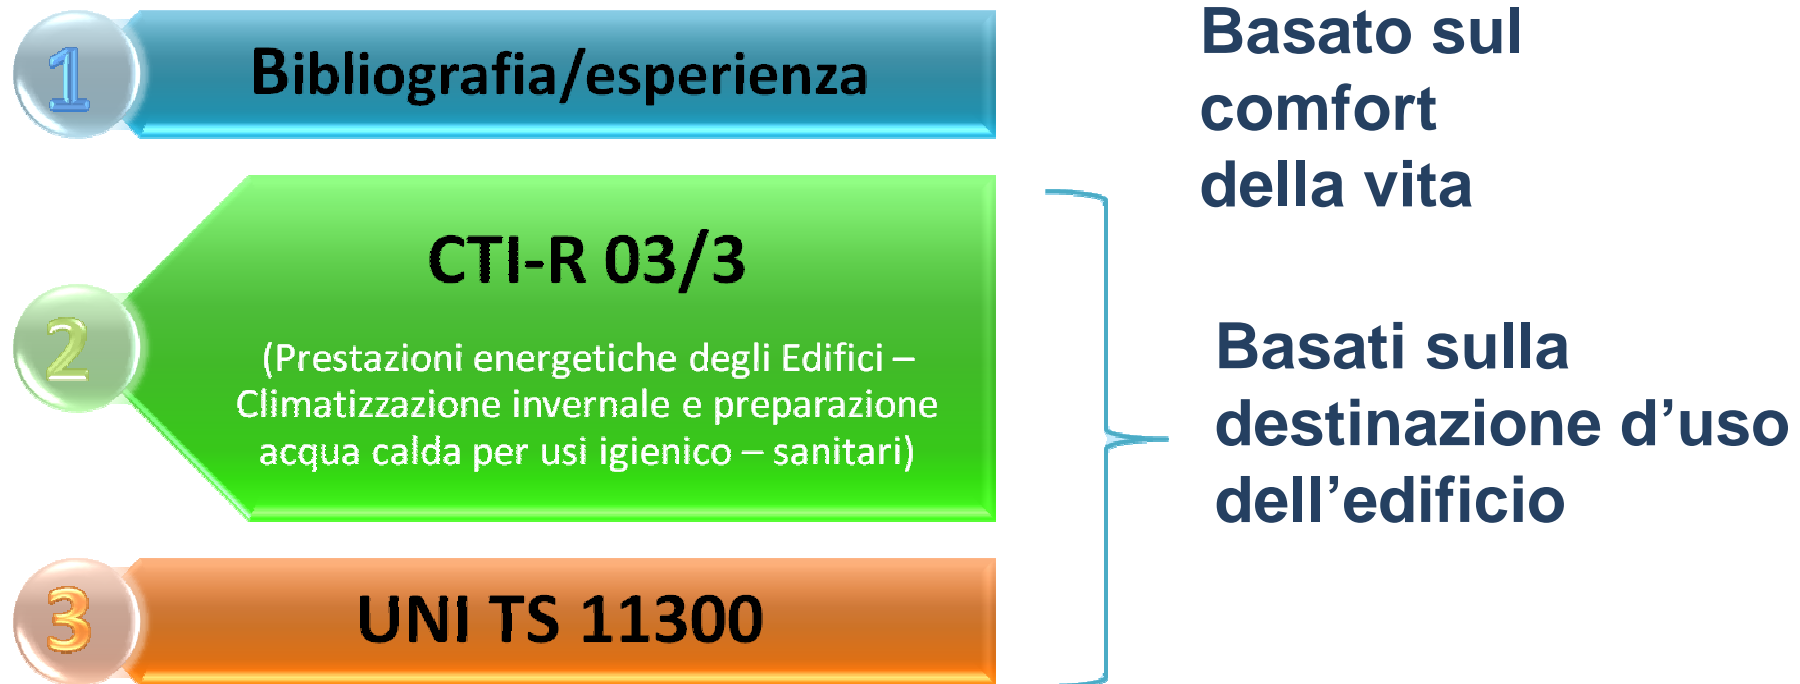 1
Bibliografia/esperienza
Basato sul
comfort
della vita
2
CTI-R 03/3
(Prestazioni energetiche degli Edifici –
Climatizzazione invernale e preparazione
acqua calda per usi igienico – sanitari)
3
UNI TS 11300
Basati sulla
destinazione d’uso
dell’edificio